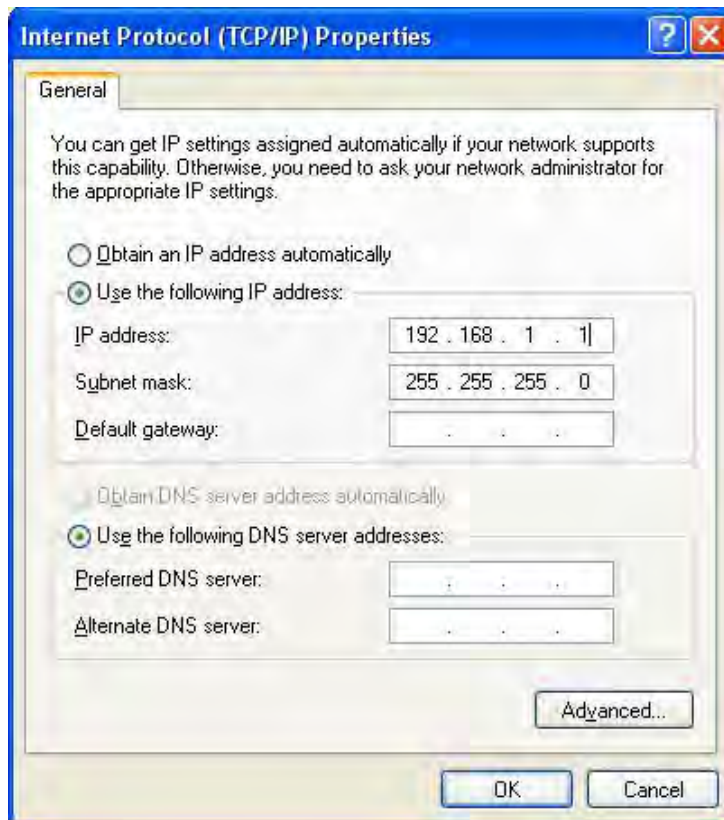 Internet Protocol (TCP/IP) Properties
General
You can get IP settings assigned automatically if your network supports
this capability. Otherwise, you need to ask your network administrator for
the appropriate IP settings.
Obtain an IP address automatically
Use the following IP address:
IP address: 192 . 168 . 1 . 1
Subnet mask: 255 . 255 . 255 . 0
Default gateway: . . .
Obtain DNS server address automatically
Use the following DNS server addresses:
Preferred DNS server: . . .
Alternate DNS server: . . .
Advanced...
OK Cancel